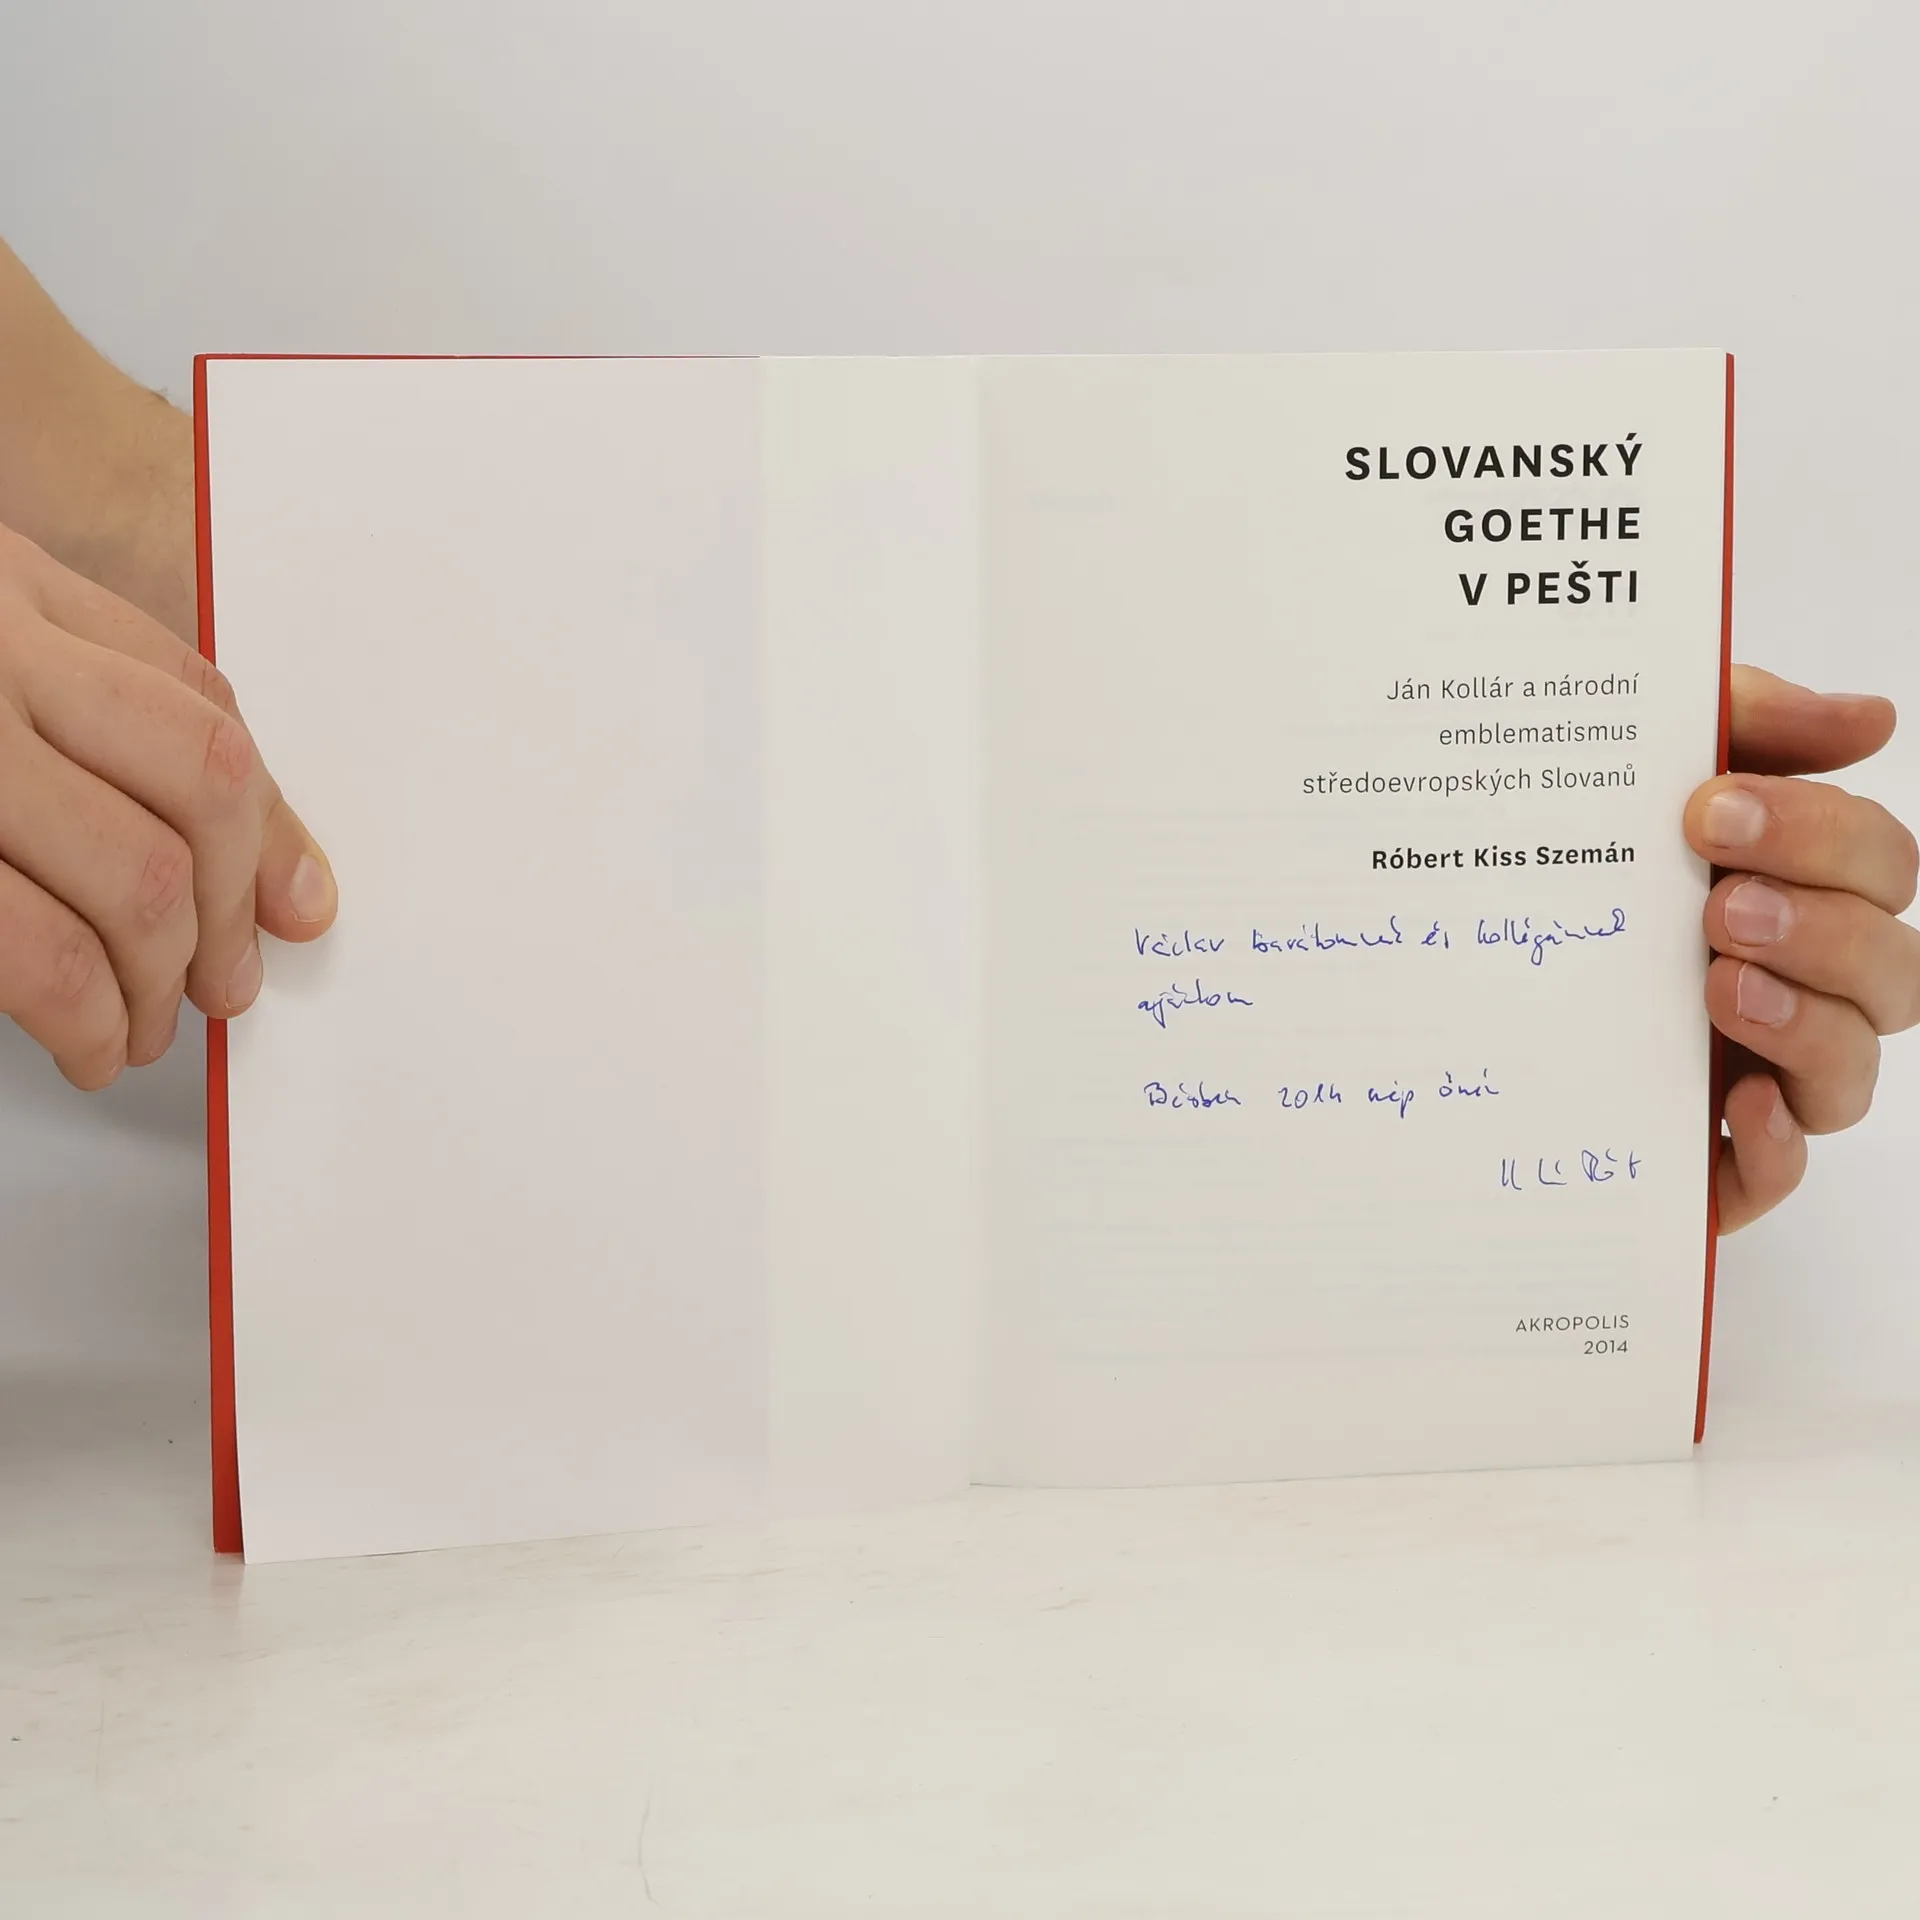 SLOVANSKÝ
GOETHE
V PEŠTI
Ján Kollár a národní
emblematismus
středoevropských Slovanů
Róbert Kiss Szemán
Václav barátomnak és kollégámnak
ajánlom
2014
AKROPOLIS
2014